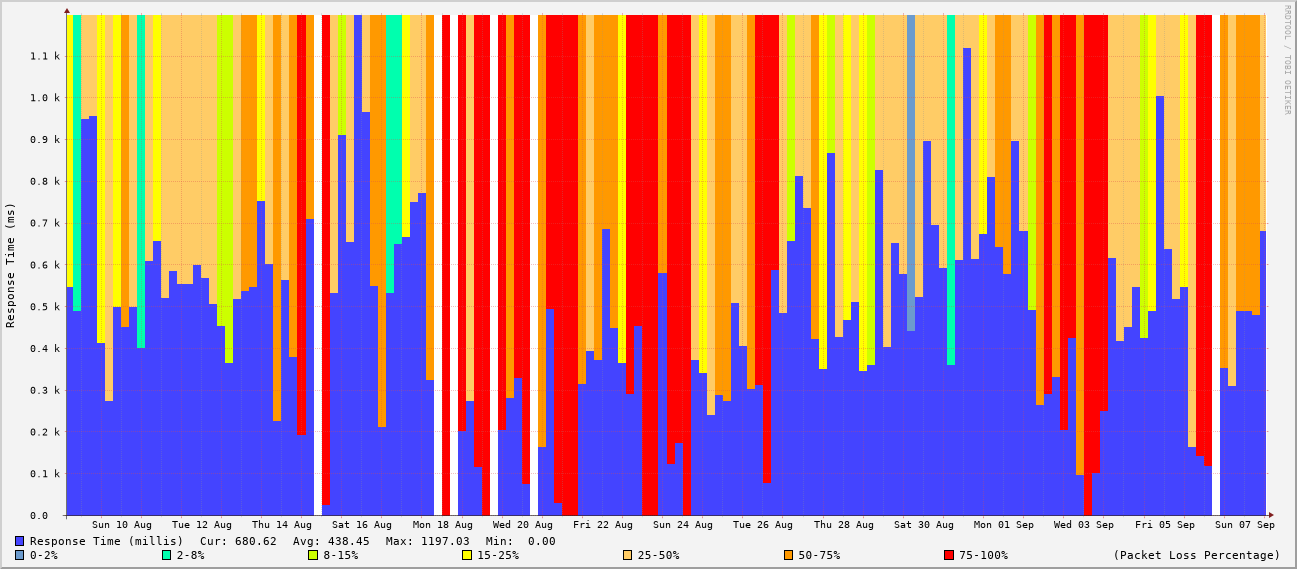 RRDTOOL / TOBI OETIKER
Response Time (ms)
1.1 k
1.0 k
0.9 k
0.8 k
0.7 k
0.6 k
0.5 k
0.4 k
0.3 k
0.2 k
0.1 k
0.0
Sun 10 Aug Tue 12 Aug Thu 14 Aug Sat 16 Aug Mon 18 Aug Wed 20 Aug Fri 22 Aug Sun 24 Aug Tue 26 Aug Thu 28 Aug Sat 30 Aug Mon 01 Sep Wed 03 Sep Fri 05 Sep Sun 07 Sep
Response Time (millis) Cur: 680.62 Avg: 438.45 Max: 1197.03 Min: 0.00
0-2% 2-8% 8-15% 15-25% 25-50% 50-75% 75-100% (Packet Loss Percentage)